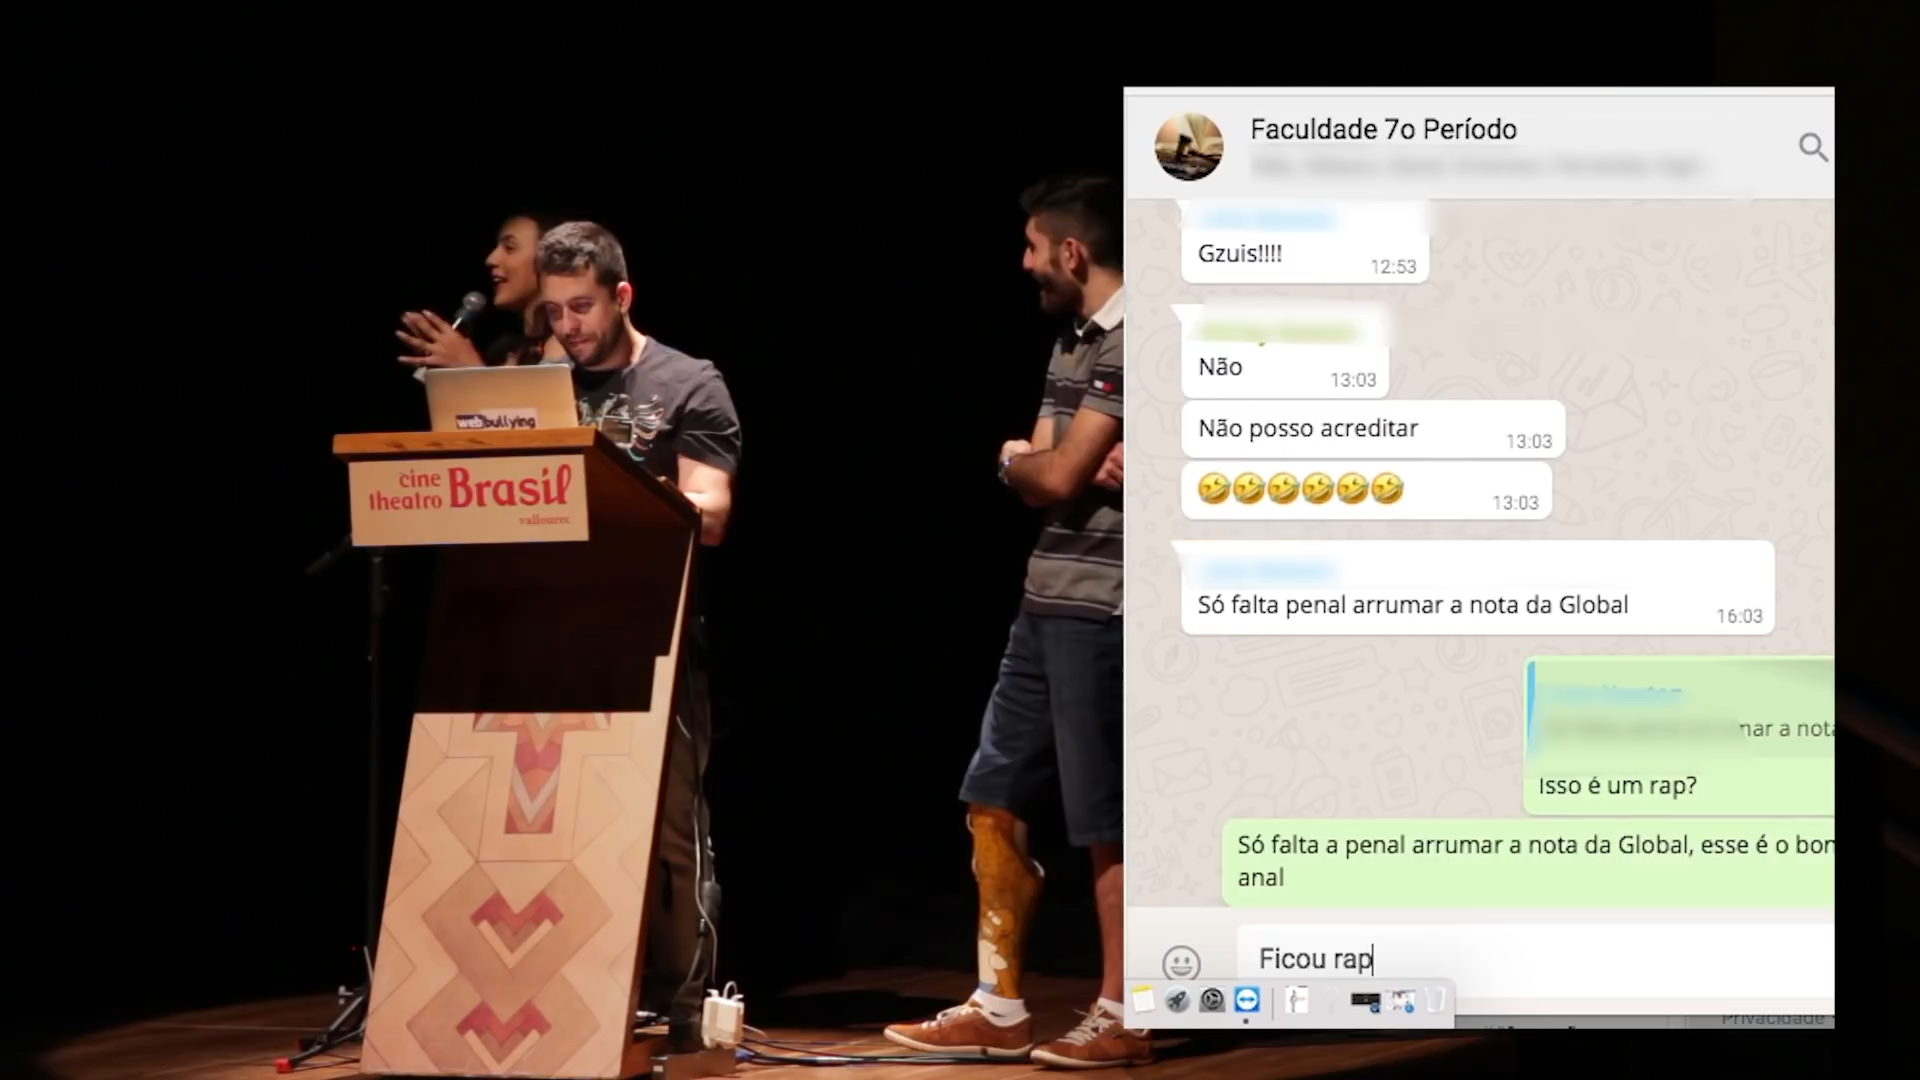 webbullying
cine
theatro Brasil
vallourec
Faculdade 7o Período
Gzuis!!!!
12:53
Não
13:03
Não posso acreditar
13:03
🤣🤣🤣🤣🤣🤣
13:03
Só falta penal arrumar a nota da Global
16:03
mar a nota
Isso é um rap?
Só falta a penal arrumar a nota da Global, esse é o bon
anal
Ficou rap
Privacidade